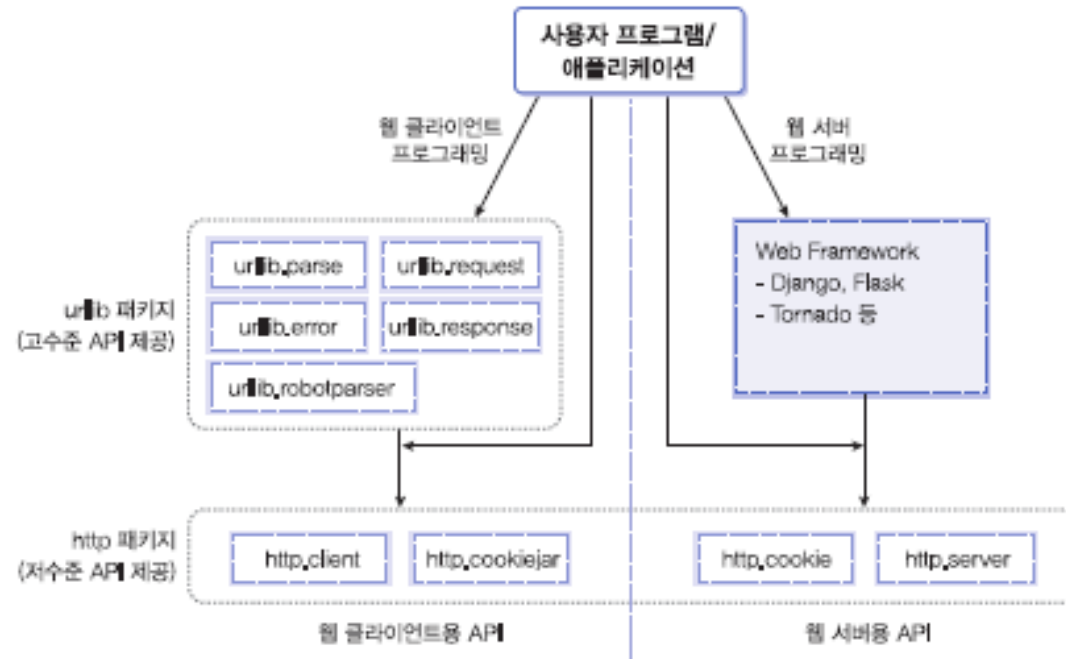 사용자 프로그램/
애플리케이션
웹 클라이언트
프로그래밍
웹 서버
프로그래밍
urllib 패키지
(고수준 API 제공)
urllib.parse
urllib.request
urllib.error
urllib.response
urllib.robotparser
Web Framework
- Django, Flask
- Tornado 등
http 패키지
(저수준 API 제공)
http.client
http.cookiejar
http.cookie
http.server
웹 클라이언트용 API
웹 서버용 API